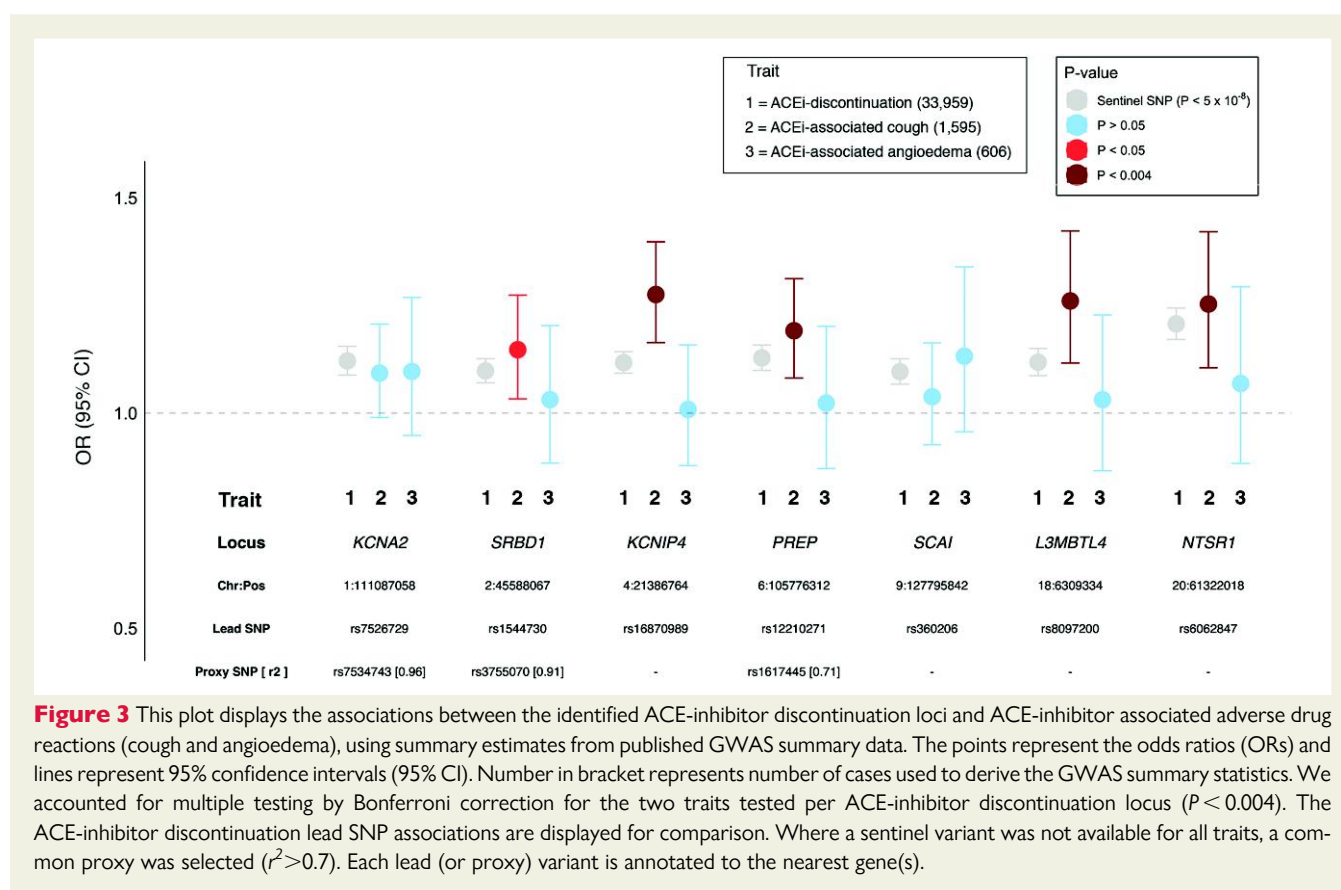 Trait
1 = ACEi-discontinuation (33,959)
2 = ACEi-associated cough (1,595)
3 = ACEi-associated angioedema (606)
P-value
Sentinel SNP (P < 5 x 10⁻⁸)
P > 0.05
P < 0.05
P < 0.004
OR (95% CI)
1.5
1.0
0.5
Trait 1 2 3 1 2 3 1 2 3 1 2 3 1 2 3 1 2 3 1 2 3
Locus KCNA2 SRBD1 KCNIP4 PREP SCAI L3MBTL4 NTSR1
Chr:Pos 1:111087058 2:45588067 4:21386764 6:105776312 9:127795842 18:6309334 20:61322018
Lead SNP rs7526729 rs1544730 rs16870989 rs12210271 rs360206 rs8097200 rs6062847
Proxy SNP [ r2 ] rs7534743 [0.96] rs3755070 [0.91] - rs1617445 [0.71] - - -
Figure 3 This plot displays the associations between the identified ACE-inhibitor discontinuation loci and ACE-inhibitor associated adverse drug
reactions (cough and angioedema), using summary estimates from published GWAS summary data. The points represent the odds ratios (ORs) and
lines represent 95% confidence intervals (95% CI). Number in bracket represents number of cases used to derive the GWAS summary statistics. We
accounted for multiple testing by Bonferroni correction for the two traits tested per ACE-inhibitor discontinuation locus (P < 0.004). The
ACE-inhibitor discontinuation lead SNP associations are displayed for comparison. Where a sentinel variant was not available for all traits, a com-
mon proxy was selected (r²>0.7). Each lead (or proxy) variant is annotated to the nearest gene(s).